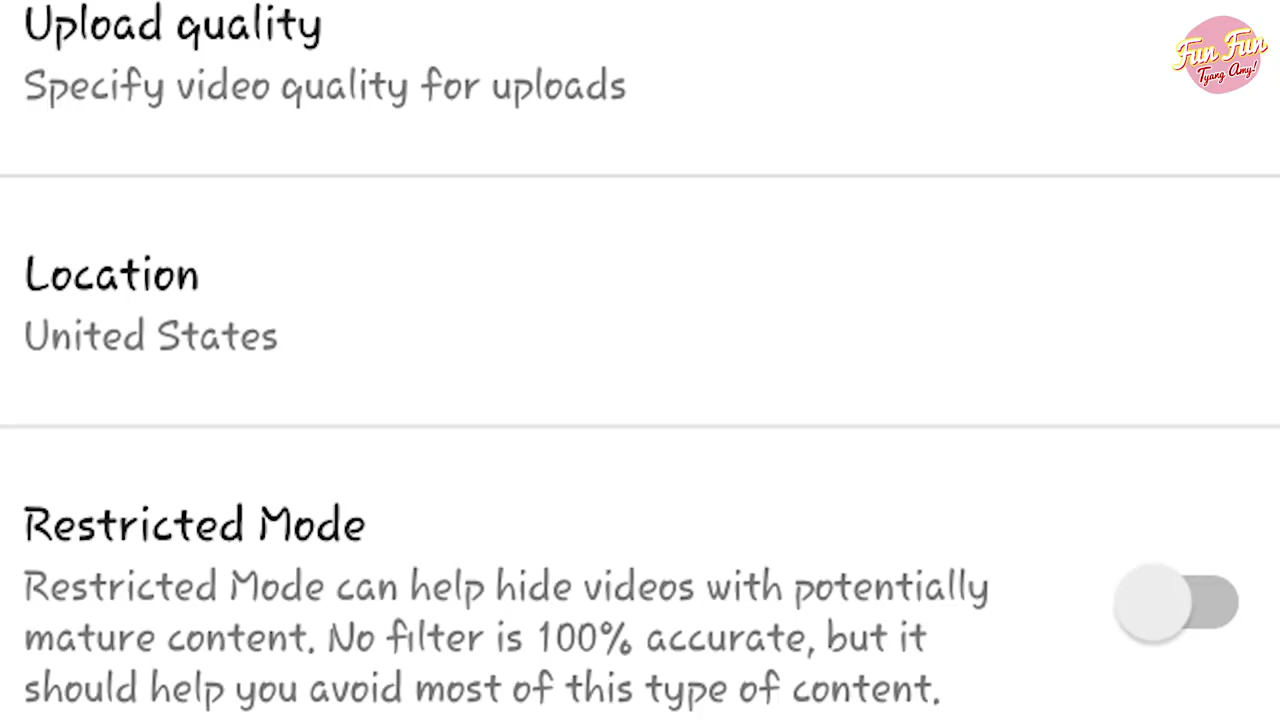 Upload quality
Specify video quality for uploads
Fun Fun
Tyang Amy!
Location
United States
Restricted Mode
Restricted Mode can help hide videos with potentially
mature content. No filter is 100% accurate, but it
should help you avoid most of this type of content.